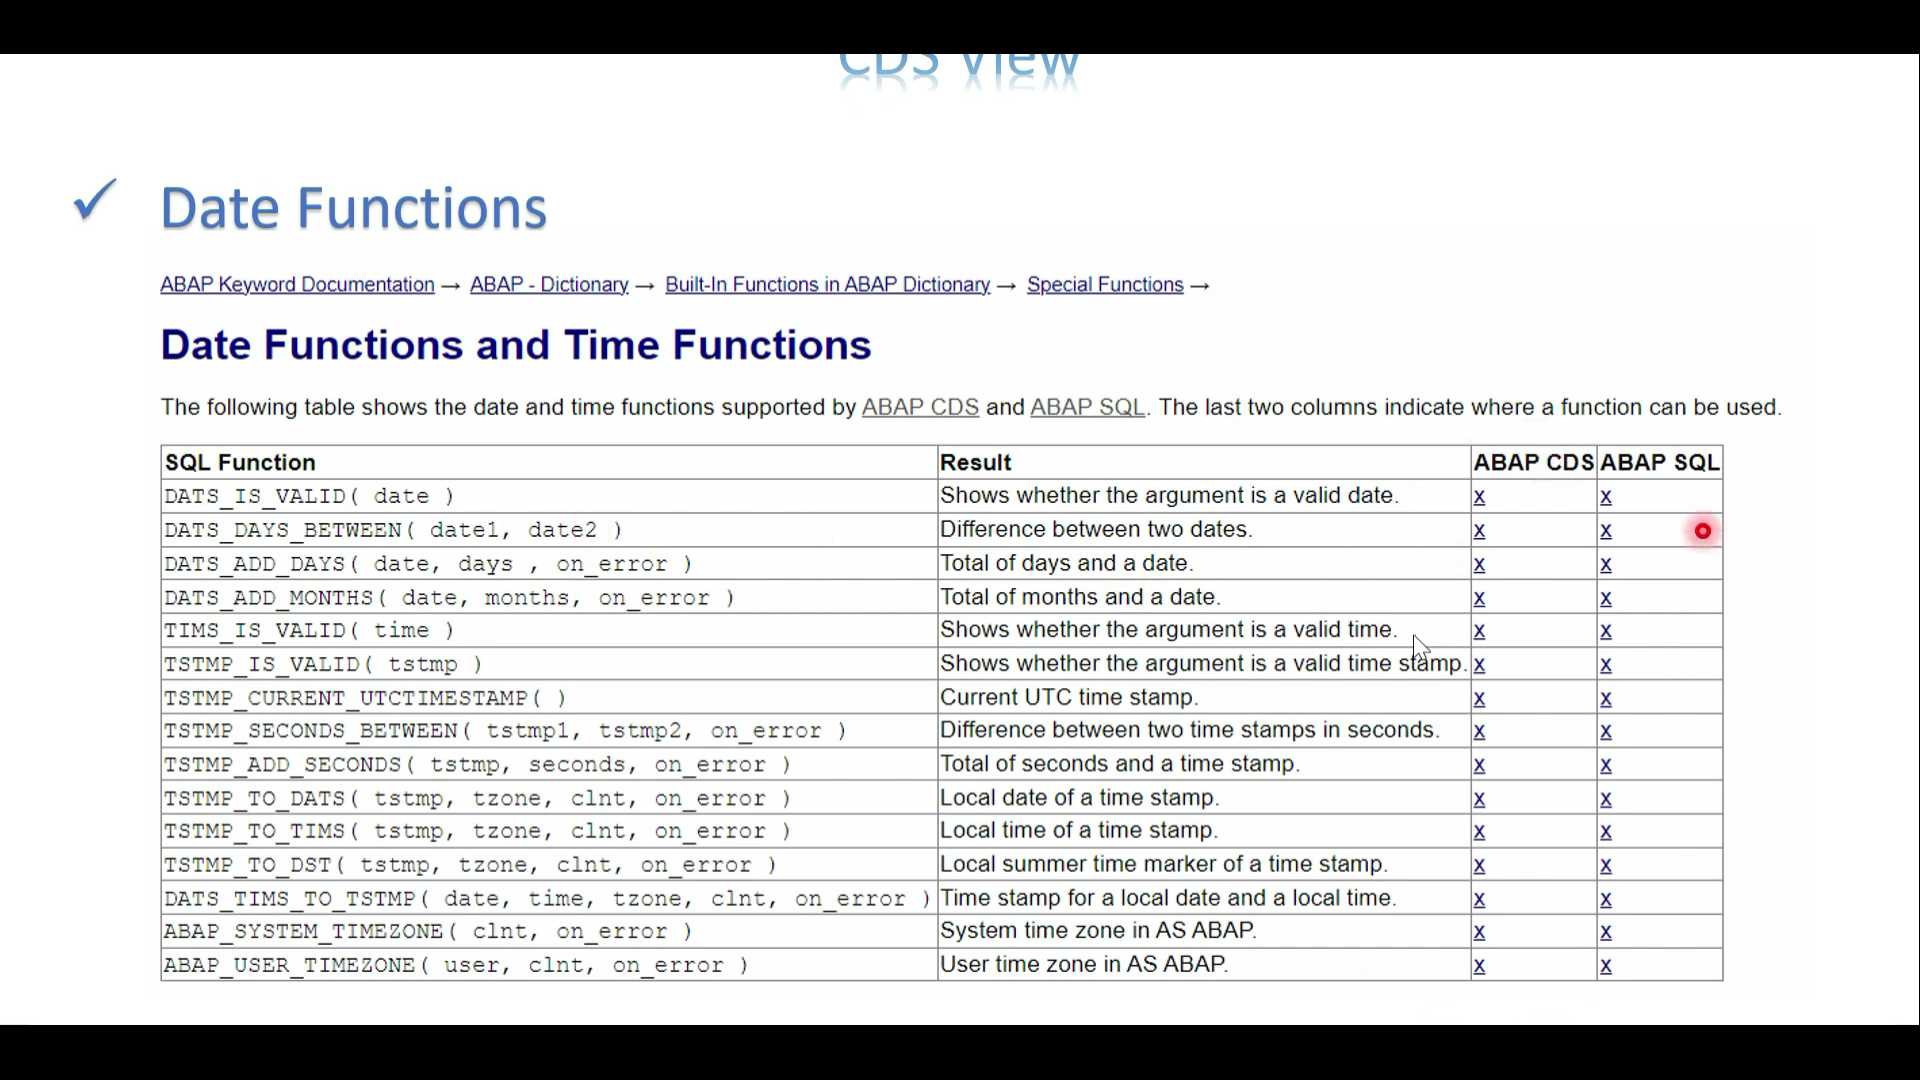 CDS View
✓ Date Functions
ABAP Keyword Documentation → ABAP - Dictionary → Built-In Functions in ABAP Dictionary → Special Functions →
Date Functions and Time Functions
The following table shows the date and time functions supported by ABAP CDS and ABAP SQL. The last two columns indicate where a function can be used.
SQL Function Result ABAP CDS ABAP SQL
DATS_IS_VALID( date ) Shows whether the argument is a valid date. x x
DATS_DAYS_BETWEEN( date1, date2 ) Difference between two dates. x x
DATS_ADD_DAYS( date, days , on_error ) Total of days and a date. x x
DATS_ADD_MONTHS( date, months, on_error ) Total of months and a date. x x
TIMS_IS_VALID( time ) Shows whether the argument is a valid time. x x
TSTMP_IS_VALID( tstmp ) Shows whether the argument is a valid time stamp. x x
TSTMP_CURRENT_UTCTIMESTAMP( ) Current UTC time stamp. x x
TSTMP_SECONDS_BETWEEN( tstmp1, tstmp2, on_error ) Difference between two time stamps in seconds. x x
TSTMP_ADD_SECONDS( tstmp, seconds, on_error ) Total of seconds and a time stamp. x x
TSTMP_TO_DATS( tstmp, tzone, clnt, on_error ) Local date of a time stamp. x x
TSTMP_TO_TIMS( tstmp, tzone, clnt, on_error ) Local time of a time stamp. x x
TSTMP_TO_DST( tstmp, tzone, clnt, on_error ) Local summer time marker of a time stamp. x x
DATS_TIMS_TO_TSTMP( date, time, tzone, clnt, on_error ) Time stamp for a local date and a local time. x x
ABAP_SYSTEM_TIMEZONE( clnt, on_error ) System time zone in AS ABAP. x x
ABAP_USER_TIMEZONE( user, clnt, on_error ) User time zone in AS ABAP. x x